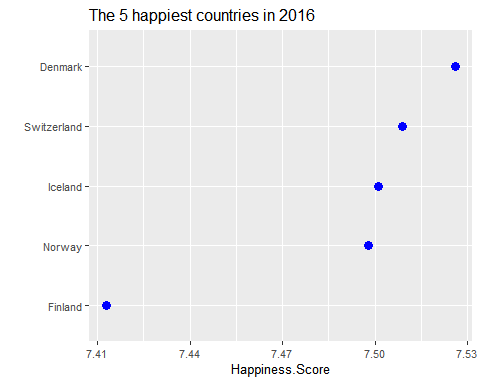 The 5 happiest countries in 2016
Denmark
Switzerland
Iceland
Norway
Finland
7.41 7.44 7.47 7.50 7.53
Happiness.Score